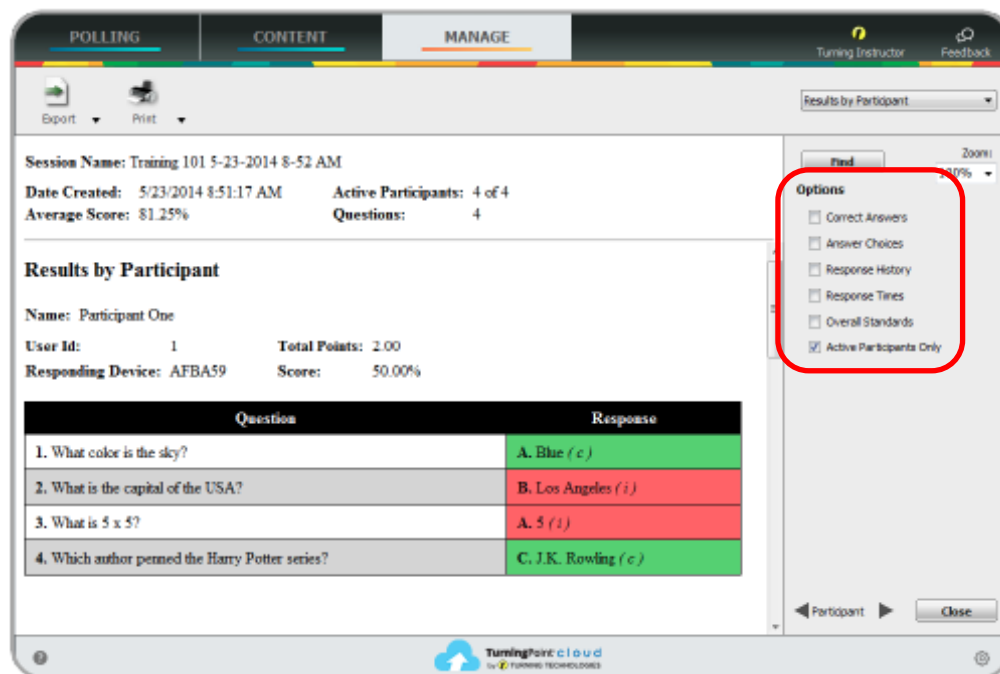 POLLING CONTENT MANAGE
Turning Instructor Feedback
Export Print
Results by Participant
Session Name: Training 101 5-23-2014 8-52 AM
Date Created: 5/23/2014 8:51:17 AM Active Participants: 4 of 4
Average Score: 81.25% Questions: 4
Find Zoom:
Options
Correct Answers
Answer Choices
Response History
Response Times
Overall Standards
Active Participants Only
Results by Participant
Name: Participant One
User Id: 1 Total Points: 2.00
Responding Device: AFBA59 Score: 50.00%
Question Response
1. What color is the sky? A. Blue ( c )
2. What is the capital of the USA? B. Los Angeles ( i )
3. What is 5 x 5? A. 5 ( i )
4. Which author penned the Harry Potter series? C. J.K. Rowling ( c )
Participant Close
TurningPoint cloud
by TURNING TECHNOLOGIES